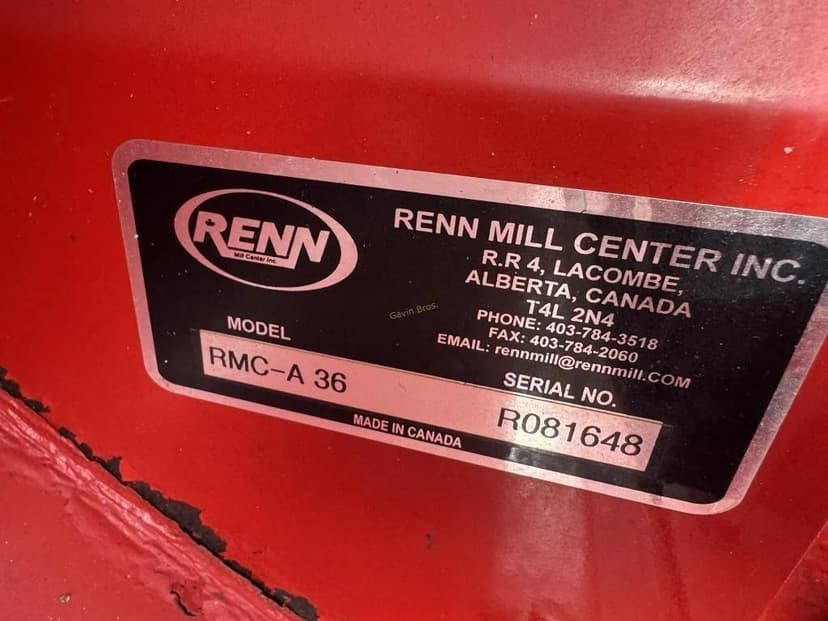 RENN
Mill Center Inc.
RENN MILL CENTER INC.
R.R 4, LACOMBE,
ALBERTA, CANADA
T4L 2N4
PHONE: 403-784-3518
FAX: 403-784-2060
EMAIL: rennmill@rennmill.COM
Gavin Bros.
MODEL
RMC-A 36
SERIAL NO.
R081648
MADE IN CANADA